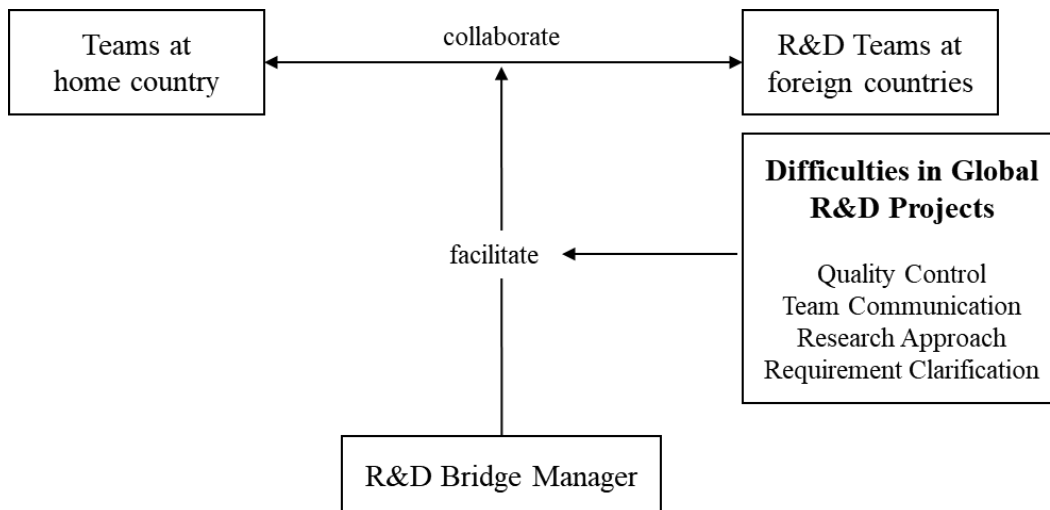 Teams at
home country
collaborate
R&D Teams at
foreign countries
Difficulties in Global
R&D Projects
Quality Control
Team Communication
Research Approach
Requirement Clarification
facilitate
R&D Bridge Manager